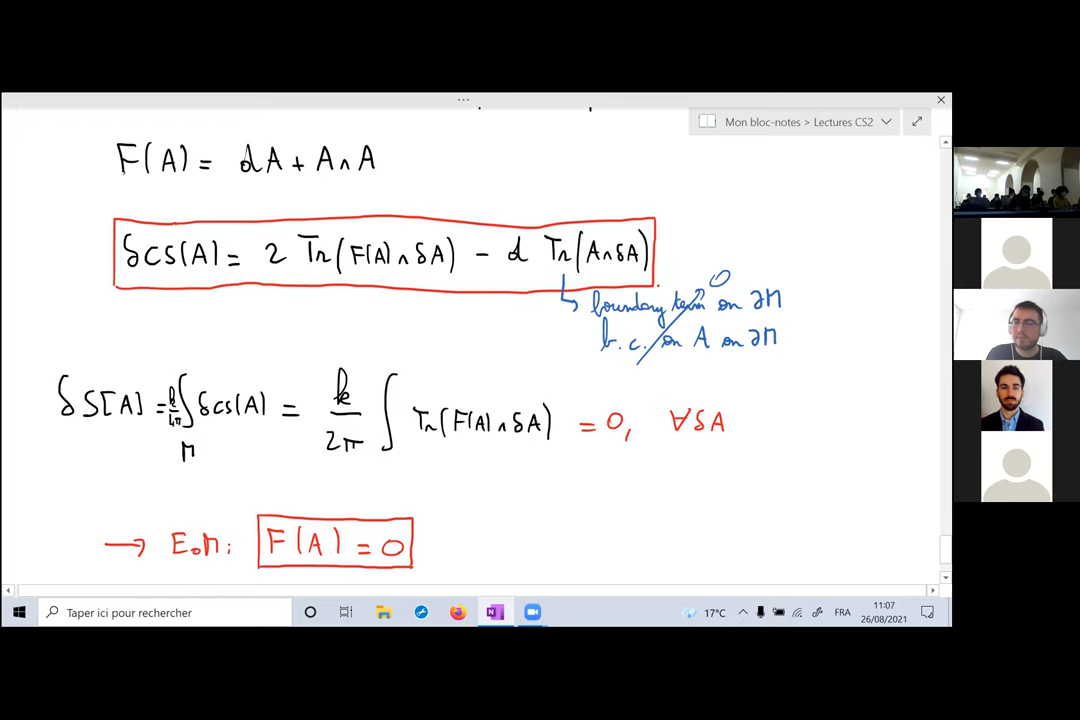 Mon bloc-notes > Lectures CS2
F(A) = dA + A ∧ A
δCS(A) = 2 Tr(F(A) ∧ δA) - d Tr(A ∧ δA)
↳ boundary term on ∂M 0
b.c. on A on ∂M
δS[A] = k/4π ∫_M δCS(A) = k/2π ∫ Tr(F(A) ∧ δA) = 0, ∀δA
→ E.o.M: F(A) = 0
Taper ici pour rechercher
17°C
FRA
11:07
26/08/2021